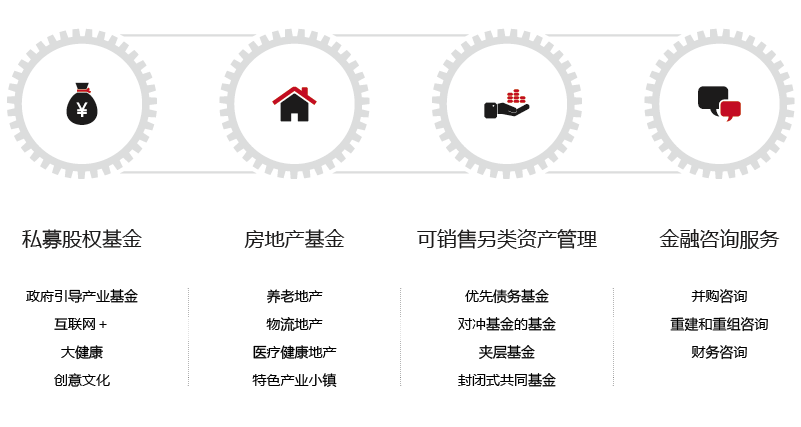 ¥
私募股权基金
房地产基金
可销售另类资产管理
金融咨询服务
政府引导产业基金
互联网+
大健康
创意文化
养老地产
物流地产
医疗健康地产
特色产业小镇
优先债务基金
对冲基金的基金
夹层基金
封闭式共同基金
并购咨询
重建和重组咨询
财务咨询